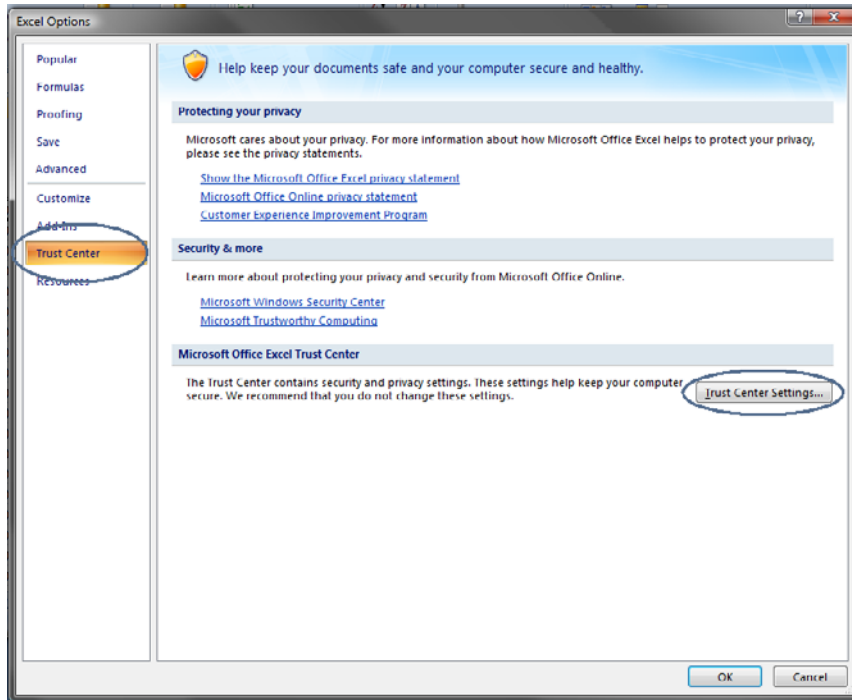 Excel Options
Popular
Formulas
Proofing
Save
Advanced
Customize
Add-Ins
Trust Center
Resources
Help keep your documents safe and your computer secure and healthy.
Protecting your privacy
Microsoft cares about your privacy. For more information about how Microsoft Office Excel helps to protect your privacy,
please see the privacy statements.
Show the Microsoft Office Excel privacy statement
Microsoft Office Online privacy statement
Customer Experience Improvement Program
Security & more
Learn more about protecting your privacy and security from Microsoft Office Online.
Microsoft Windows Security Center
Microsoft Trustworthy Computing
Microsoft Office Excel Trust Center
The Trust Center contains security and privacy settings. These settings help keep your computer
secure. We recommend that you do not change these settings.
Trust Center Settings...
OK
Cancel